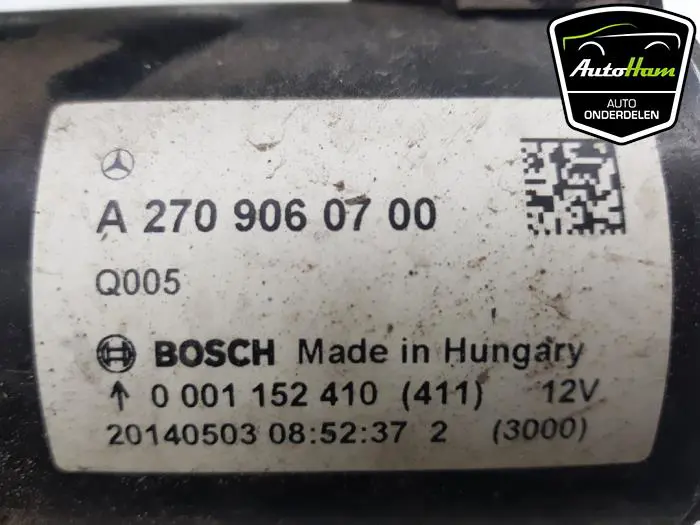 AutoHam
AUTO
ONDERDELEN
A 270 906 07 00
Q005
BOSCH Made in Hungary
↑ 0 001 152 410 (411) 12V
20140503 08:52:37 2 (3000)